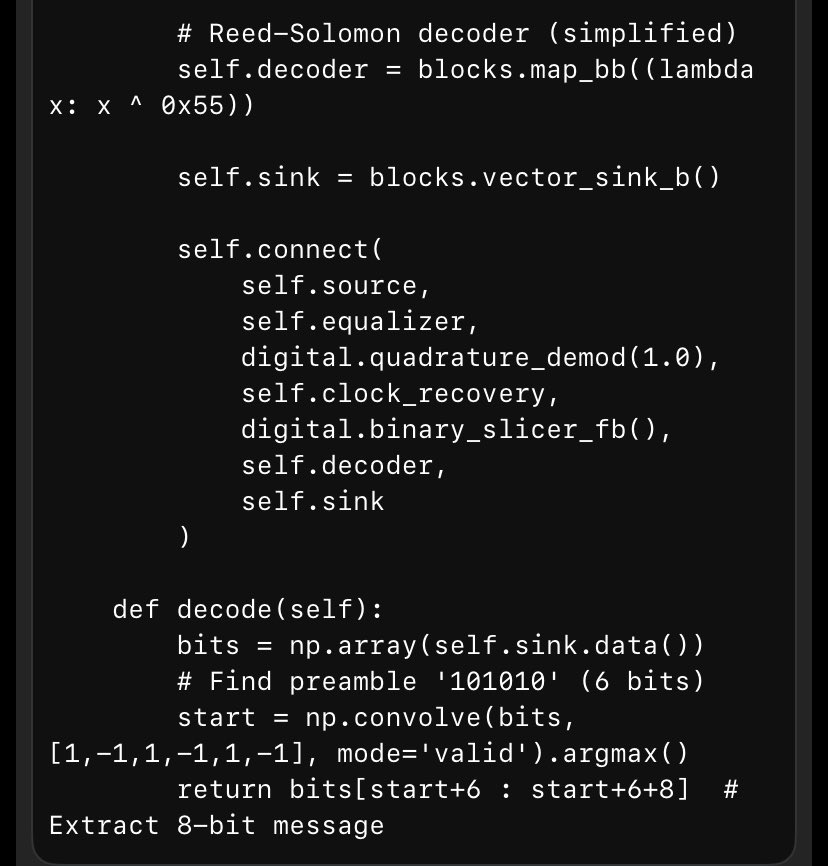 # Reed-Solomon decoder (simplified)
self.decoder = blocks.map_bb((lambda
x: x ^ 0x55))
self.sink = blocks.vector_sink_b()
self.connect(
self.source,
self.equalizer,
digital.quadrature_demod(1.0),
self.clock_recovery,
digital.binary_slicer_fb(),
self.decoder,
self.sink
)
def decode(self):
bits = np.array(self.sink.data())
# Find preamble '101010' (6 bits)
start = np.convolve(bits,
[1,-1,1,-1,1,-1], mode='valid').argmax()
return bits[start+6 : start+6+8]  #
Extract 8-bit message